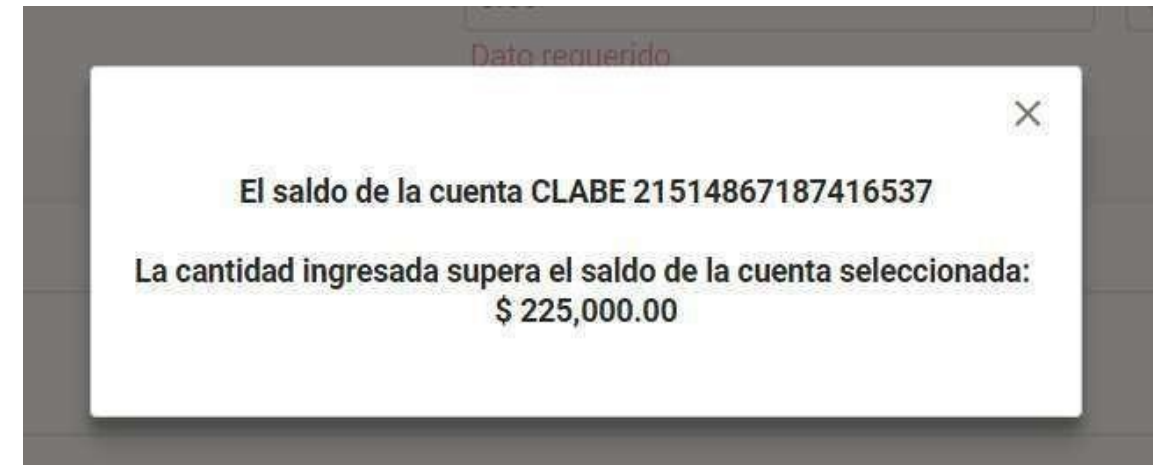 Dato requerido
El saldo de la cuenta CLABE 21514867187416537
La cantidad ingresada supera el saldo de la cuenta seleccionada:
$ 225,000.00